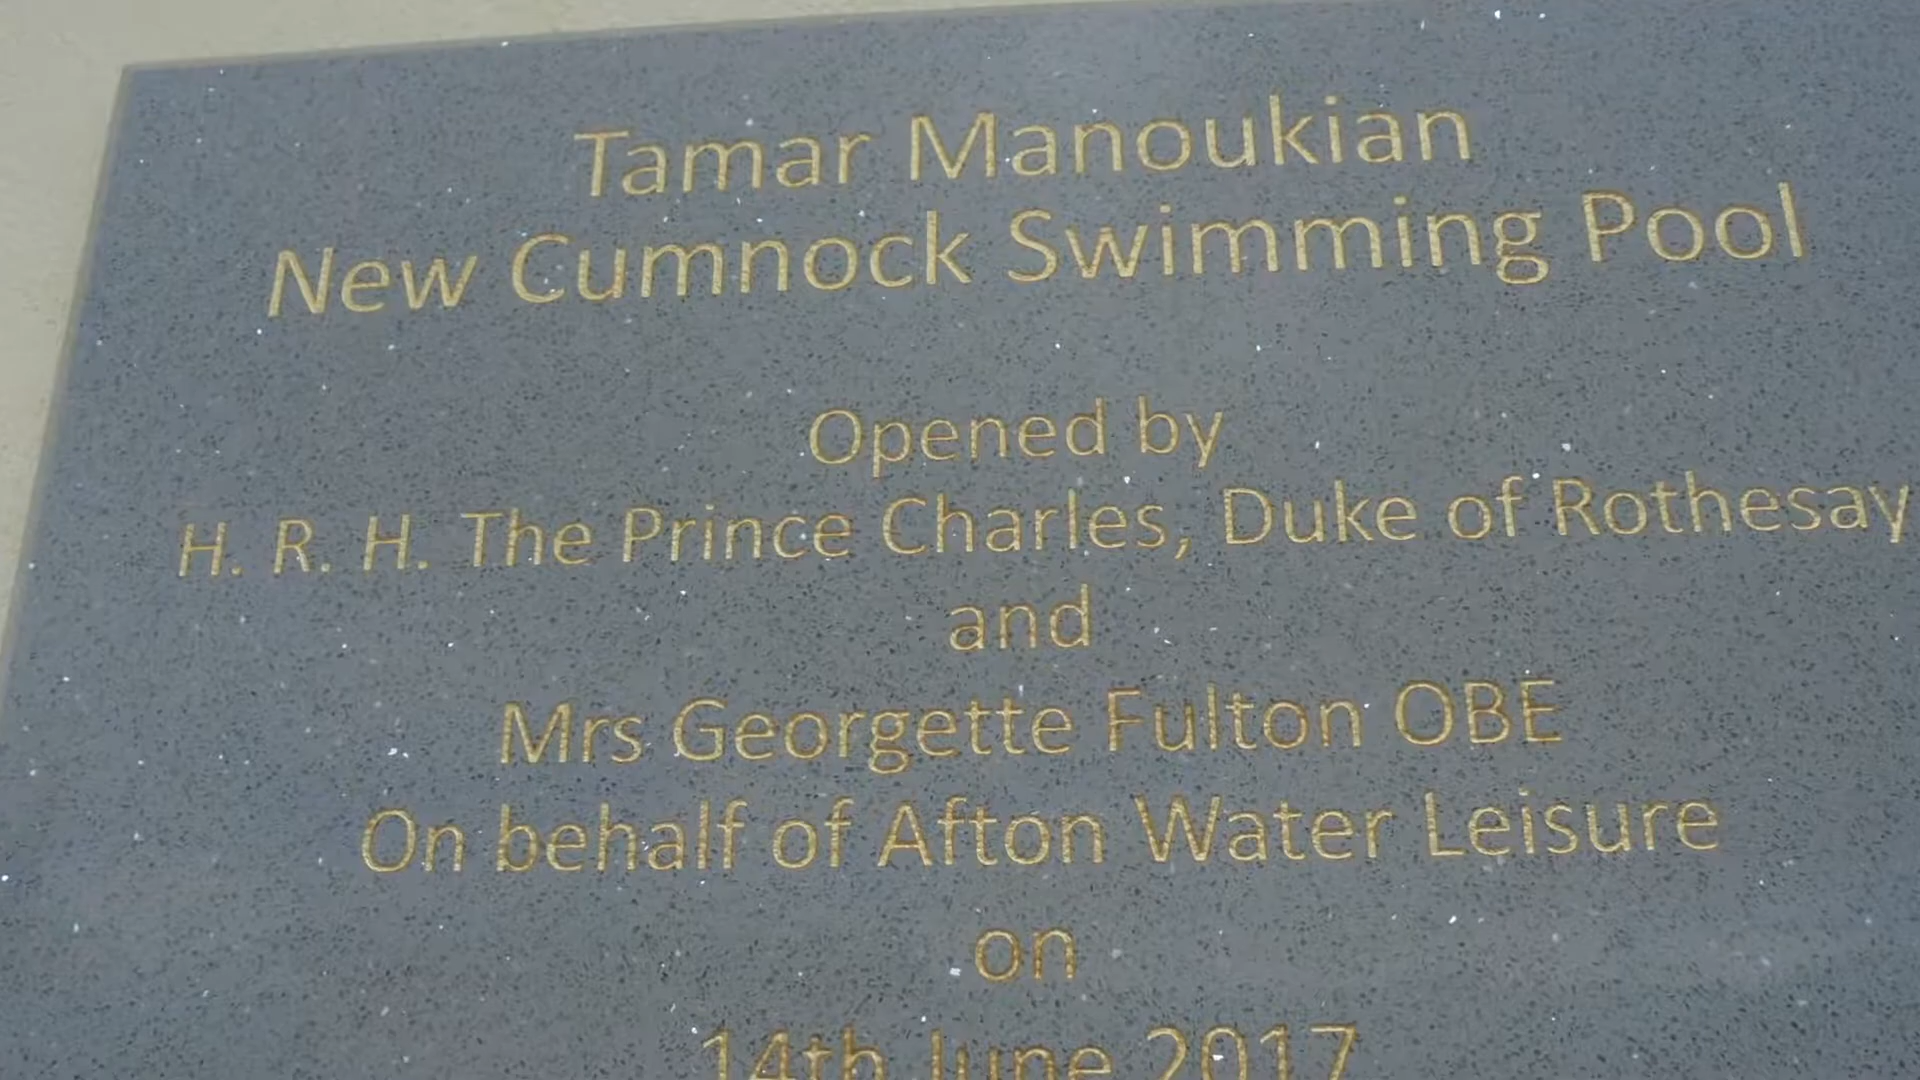 Tamar Manoukian
New Cumnock Swimming Pool
Opened by
H. R. H. The Prince Charles, Duke of Rothesay
and
Mrs Georgette Fulton OBE
On behalf of Afton Water Leisure
on
14th June 2017